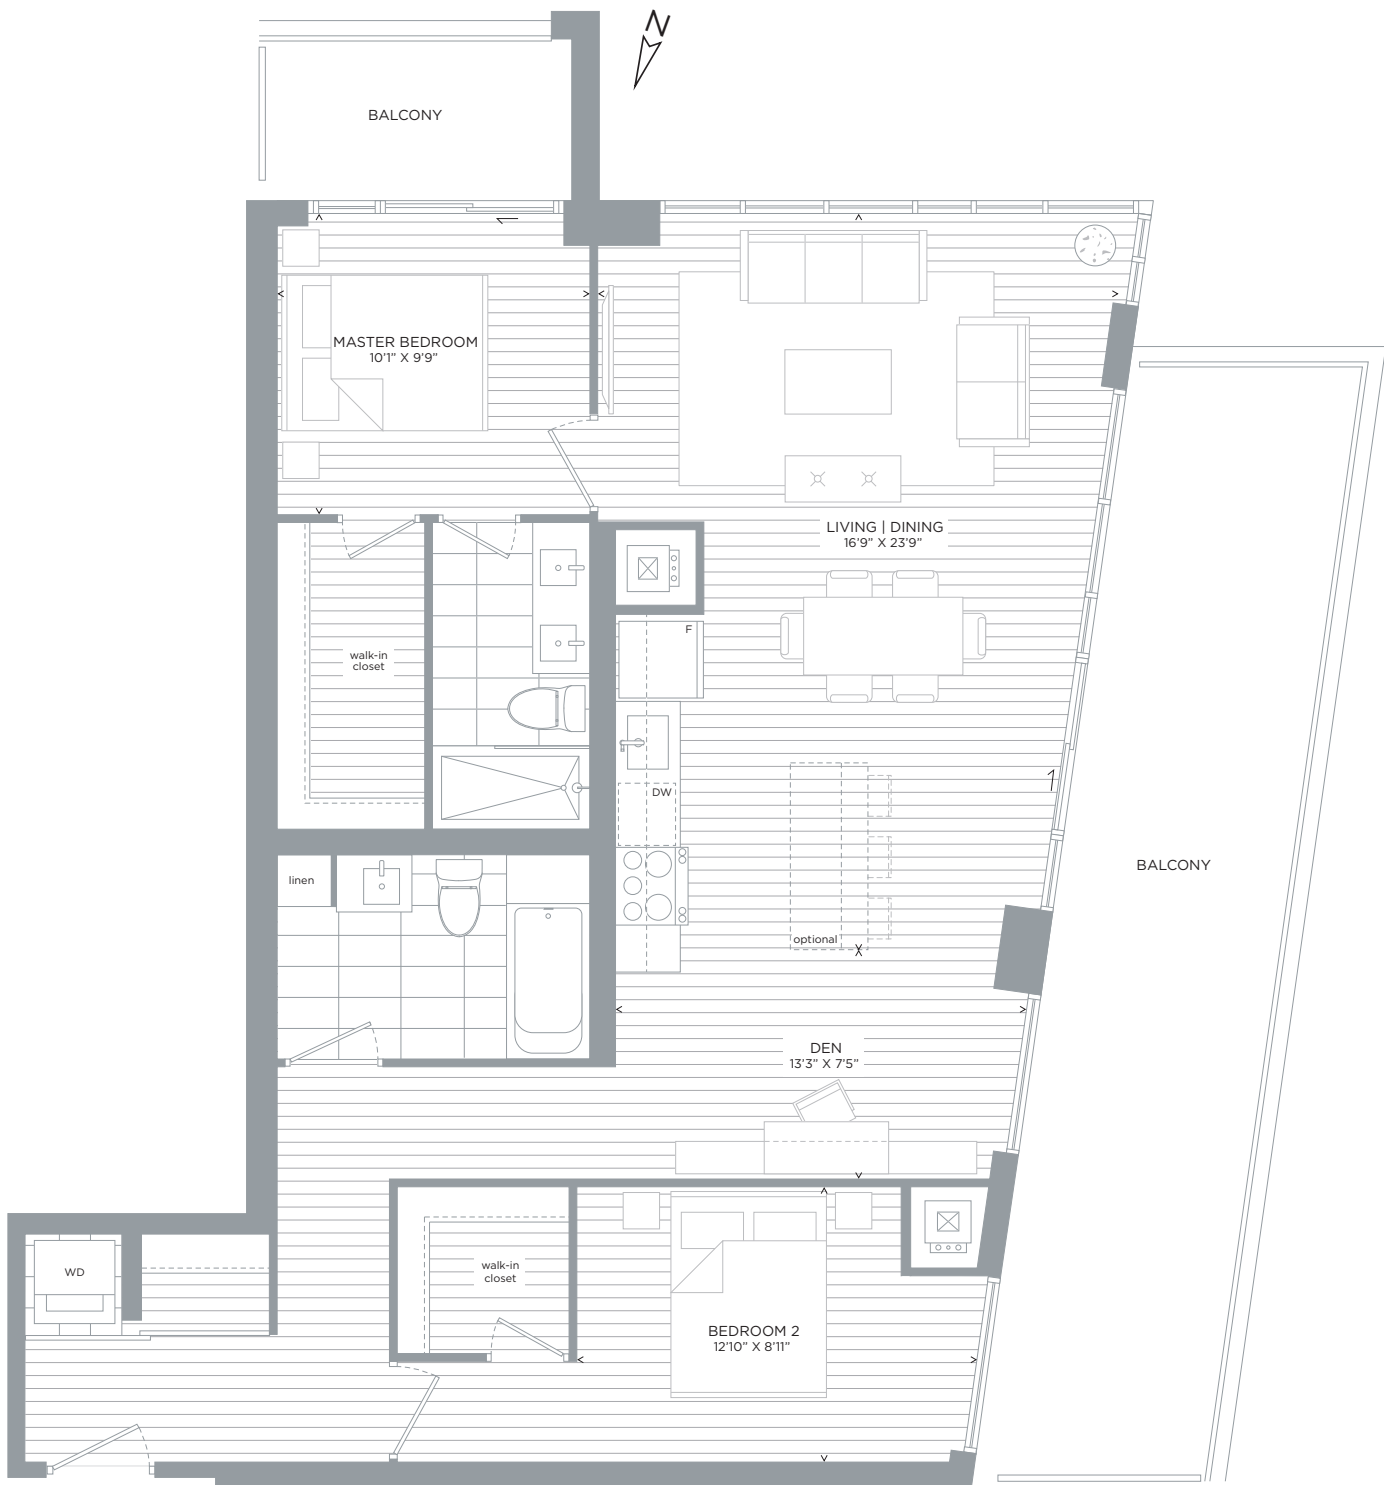 N
BALCONY
MASTER BEDROOM
10'1" X 9'9"
LIVING | DINING
16'9" X 23'9"
F
walk-in
closet
DW
BALCONY
linen
optional
DEN
13'3" X 7'5"
WD
walk-in
closet
BEDROOM 2
12'10" X 8'11"